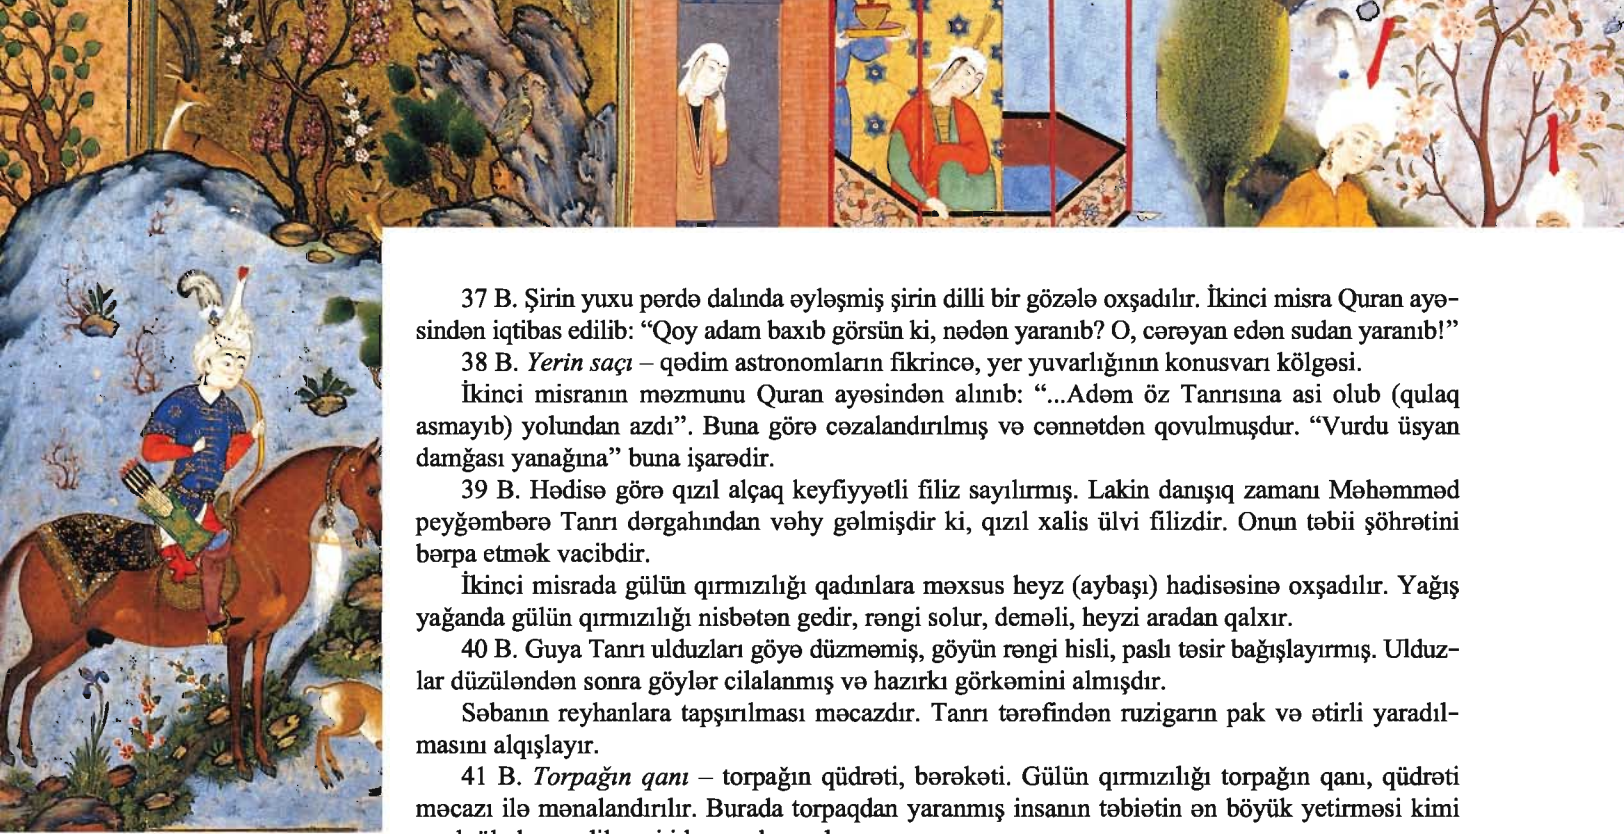 37 B. Şirin yuxu pərdə dalında əyləşmiş şirin dilli bir gözələ oxşadılır. İkinci misra Quran ayə-
sindən iqtibas edilib: “Qoy adam baxıb görsün ki, nədən yaranıb? O, cərəyan edən sudan yaranıb!”
38 B. Yerin saçı – qədim astronomların fikrincə, yer yuvarlığının konusvarı kölgəsi.
İkinci misranın məzmunu Quran ayəsindən alınıb: “...Adəm öz Tanrısına asi olub (qulaq
asmayıb) yolundan azdı”. Buna görə cəzalandırılmış və cənnətdən qovulmuşdur. “Vurdu üsyan
damğası yanağına” buna işarədir.
39 B. Hədisə görə qızıl alçaq keyfiyyətli filiz sayılırmış. Lakin danışıq zamanı Məhəmməd
peyğəmbərə Tanrı dərgahından vəhy gəlmişdir ki, qızıl xalis ülvi filizdir. Onun təbii şöhrətini
bərpa etmək vacibdir.
İkinci misrada gülün qırmızılığı qadınlara məxsus heyz (aybaşı) hadisəsinə oxşadılır. Yağış
yağanda gülün qırmızılığı nisbətən gedir, rəngi solur, deməli, heyzi aradan qalxır.
40 B. Guya Tanrı ulduzları göyə düzməmiş, göyün rəngi hisli, paslı təsir bağışlayırmış. Ulduz-
lar düzüləndən sonra göylər cilalanmış və hazırkı görkəmini almışdır.
Səbanın reyhanlara tapşırılması məcazdır. Tanrı tərəfindən ruzigarın pak və ətirli yaradıl-
masını alqışlayır.
41 B. Torpağın qanı – torpağın qüdrəti, bərəkəti. Gülün qırmızılığı torpağın qanı, qüdrəti
məcazı ilə mənalandırılır. Burada torpaqdan yaranmış insanın təbiətin ən böyük yetirməsi kimi